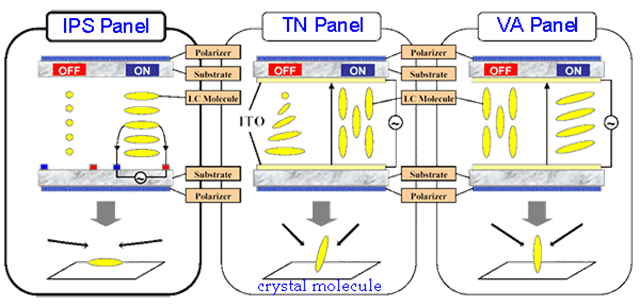 IPS Panel
TN Panel
VA Panel
Polarizer
Polarizer
OFF
ON
Substrate
OFF
ON
Substrate
OFF
ON
LC Molecule
LC Molecule
ITO
~
~
~
Substrate
Substrate
Polarizer
Polarizer
crystal molecule